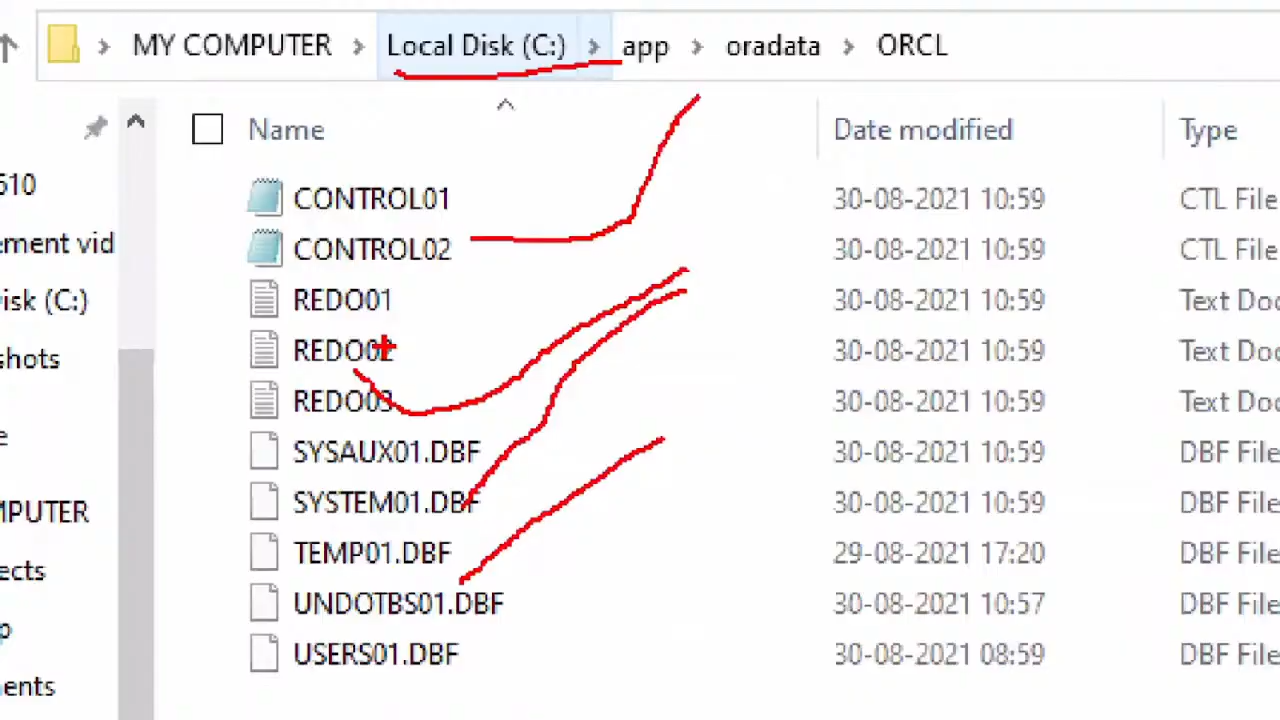 MY COMPUTER > Local Disk (C:) > app > oradata > ORCL
Name Date modified Type
CONTROL01 30-08-2021 10:59 CTL File
CONTROL02 30-08-2021 10:59 CTL File
REDO01 30-08-2021 10:59 Text Doc
REDO02 30-08-2021 10:59 Text Doc
REDO03 30-08-2021 10:59 Text Doc
SYSAUX01.DBF 30-08-2021 10:59 DBF File
SYSTEM01.DBF 30-08-2021 10:59 DBF File
TEMP01.DBF 29-08-2021 17:20 DBF File
UNDOTBS01.DBF 30-08-2021 10:57 DBF File
USERS01.DBF 30-08-2021 08:59 DBF File
510
ement vid
isk (C:)
shots
e
MPUTER
ects
p
ents